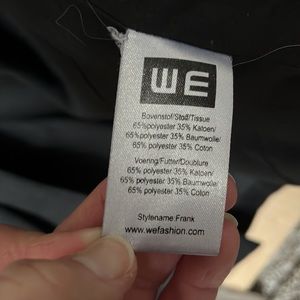 WE
Bovenstof/Stoff/Tissue
65%polyester 35% Katoen/
65% polyester 35% Baumwolle/
65% polyester 35% Coton
Voering/Futter/Doublure
65% polyester 35% Katoen/
65% polyester 35% Baumwolle/
65% polyester 35% Coton
Stylename Frank
www.wefashion.com